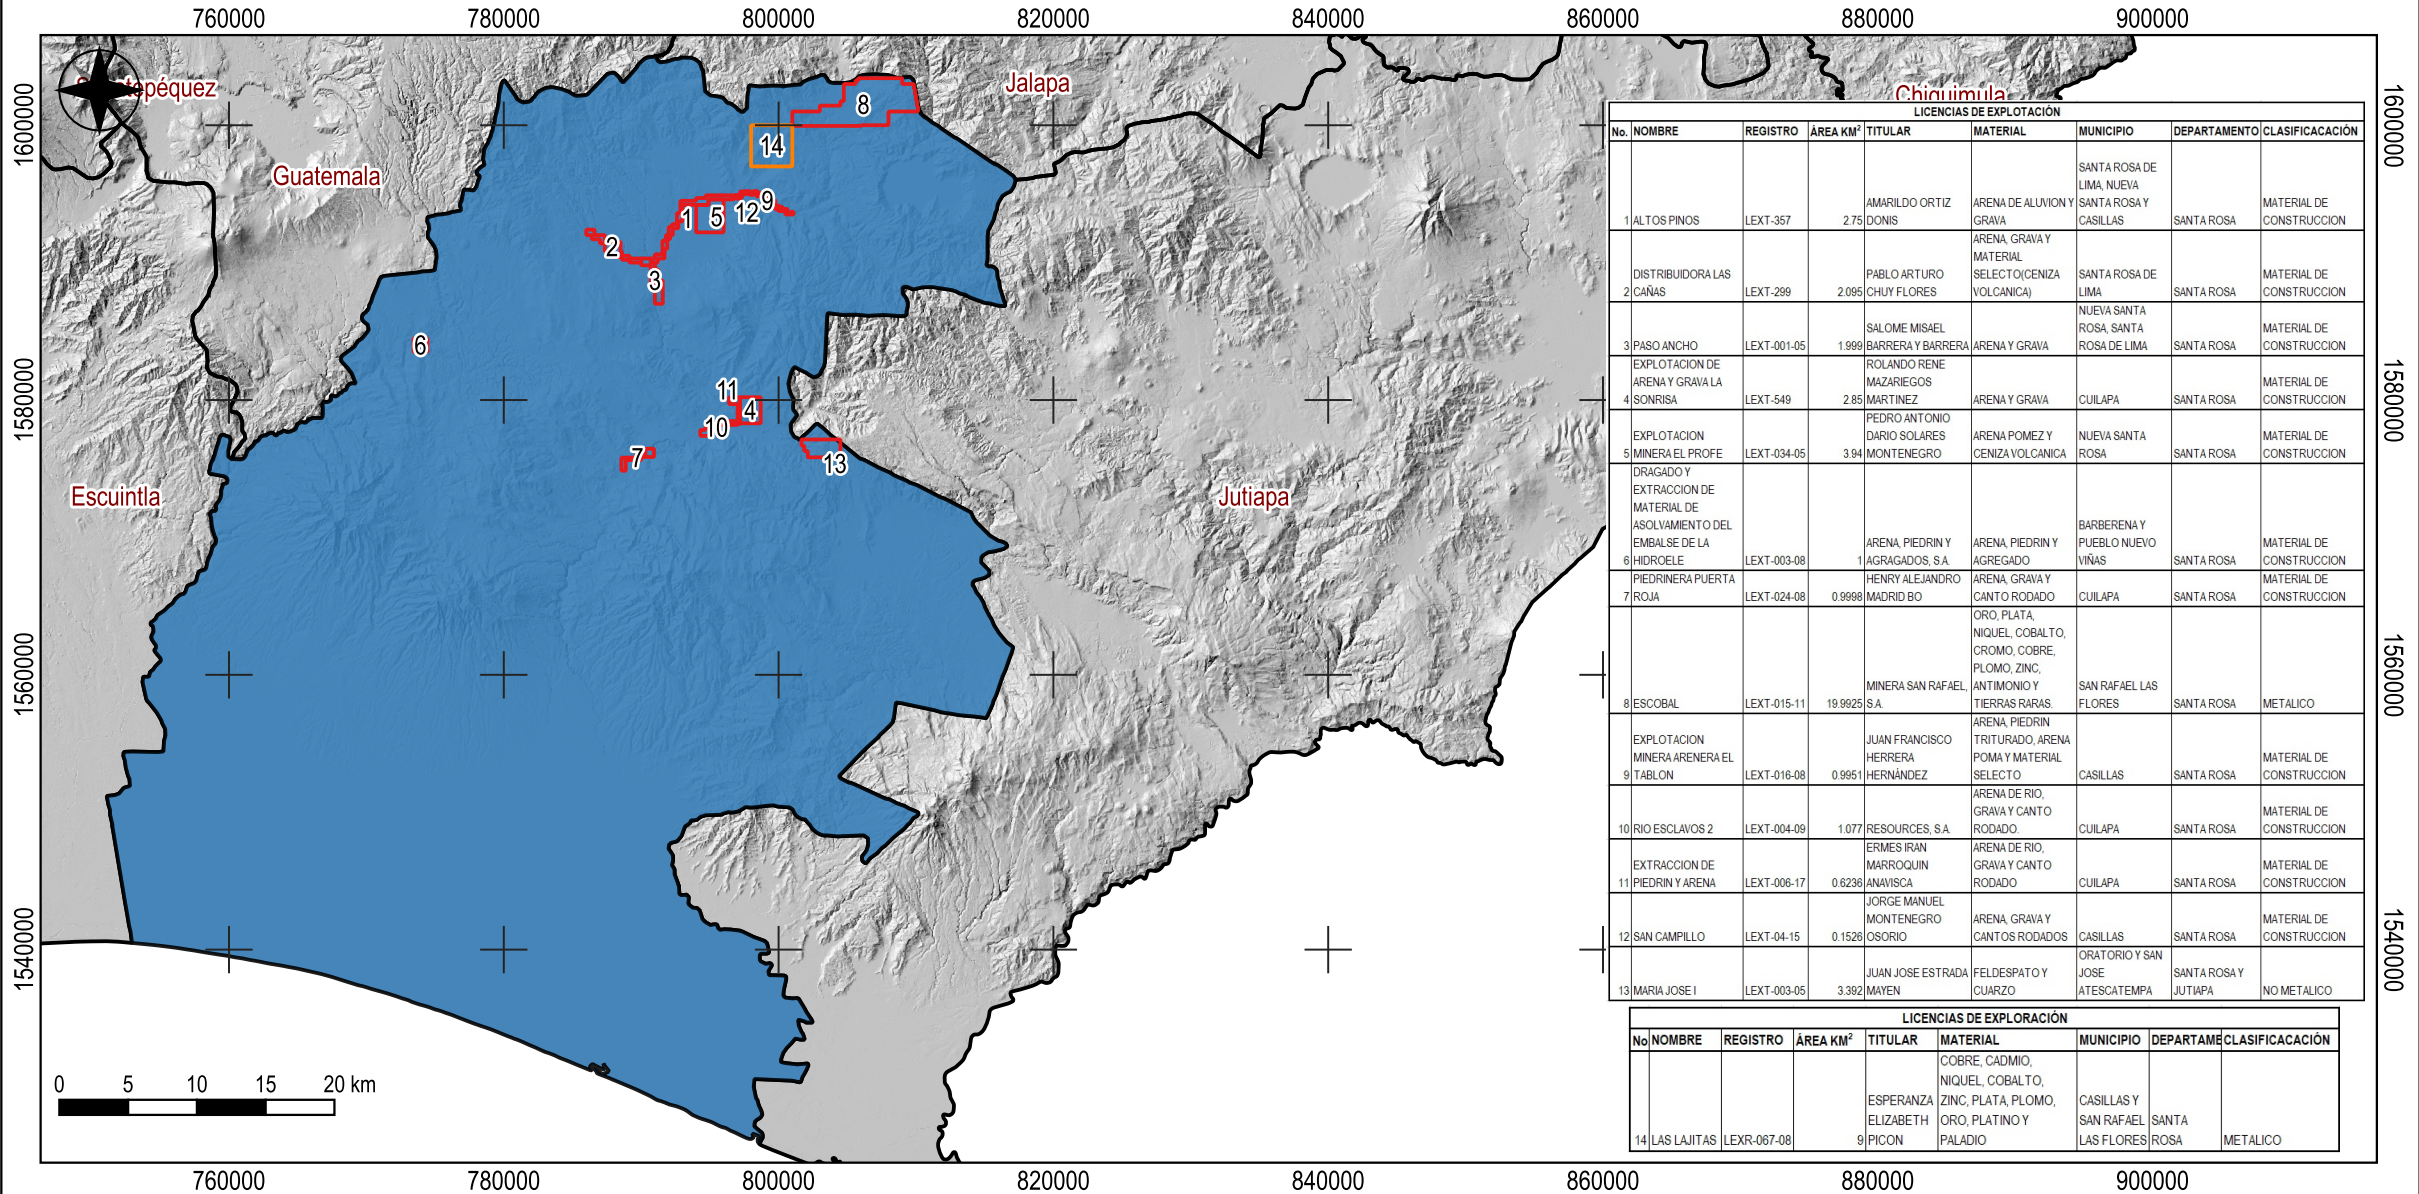 760000 780000 800000 820000 840000 860000 880000 900000
1600000
1580000
1560000
1540000
tepéquez
Guatemala
Escuintla
Jalapa
Chiquimula
Jutiapa
8
14
9
12
5
1
2
3
6
11
4
10
7
13
LICENCIAS DE EXPLOTACIÓN
No. NOMBRE REGISTRO ÁREA KM² TITULAR MATERIAL MUNICIPIO DEPARTAMENTO CLASIFICACACIÓN
1 ALTOS PINOS LEXT-357 2.75 AMARILDO ORTIZ DONIS ARENA DE ALUVION Y GRAVA SANTA ROSA DE LIMA, NUEVA SANTA ROSA Y CASILLAS SANTA ROSA MATERIAL DE CONSTRUCCION
2 DISTRIBUIDORA LAS CAÑAS LEXT-299 2.095 PABLO ARTURO CHUY FLORES ARENA, GRAVA Y MATERIAL SELECTO(CENIZA VOLCANICA) SANTA ROSA DE LIMA SANTA ROSA MATERIAL DE CONSTRUCCION
3 PASO ANCHO LEXT-001-05 1.999 SALOME MISAEL BARRERA Y BARRERA ARENA Y GRAVA NUEVA SANTA ROSA, SANTA ROSA DE LIMA SANTA ROSA MATERIAL DE CONSTRUCCION
4 EXPLOTACION DE ARENA Y GRAVA LA SONRISA LEXT-549 2.85 ROLANDO RENE MAZARIEGOS MARTINEZ ARENA Y GRAVA CUILAPA SANTA ROSA MATERIAL DE CONSTRUCCION
5 EXPLOTACION MINERA EL PROFE LEXT-034-05 3.94 PEDRO ANTONIO DARIO SOLARES MONTENEGRO ARENA POMEZ Y CENIZA VOLCANICA NUEVA SANTA ROSA SANTA ROSA MATERIAL DE CONSTRUCCION
6 DRAGADO Y EXTRACCION DE MATERIAL DE ASOLVAMIENTO DEL EMBALSE DE LA HIDROELE LEXT-003-08 1 ARENA, PIEDRIN Y AGRAGADOS, S.A. ARENA, PIEDRIN Y AGREGADO BARBERENA Y PUEBLO NUEVO VIÑAS SANTA ROSA MATERIAL DE CONSTRUCCION
7 PIEDRINERA PUERTA ROJA LEXT-024-08 0.9998 HENRY ALEJANDRO MADRID BO ARENA, GRAVA Y CANTO RODADO CUILAPA SANTA ROSA MATERIAL DE CONSTRUCCION
8 ESCOBAL LEXT-015-11 19.9925 MINERA SAN RAFAEL, S.A. ORO, PLATA, NIQUEL, COBALTO, CROMO, COBRE, PLOMO, ZINC, ANTIMONIO Y TIERRAS RARAS. SAN RAFAEL LAS FLORES SANTA ROSA METALICO
9 EXPLOTACION MINERA ARENERA EL TABLON LEXT-016-08 0.9951 JUAN FRANCISCO HERRERA HERNÁNDEZ ARENA, PIEDRIN TRITURADO, ARENA POMA Y MATERIAL SELECTO CASILLAS SANTA ROSA MATERIAL DE CONSTRUCCION
10 RIO ESCLAVOS 2 LEXT-004-09 1.077 RESOURCES, S.A. ARENA DE RIO, GRAVA Y CANTO RODADO. CUILAPA SANTA ROSA MATERIAL DE CONSTRUCCION
11 EXTRACCION DE PIEDRIN Y ARENA LEXT-006-17 0.6236 ERMES IRAN MARROQUIN ANAVISCA ARENA DE RIO, GRAVA Y CANTO RODADO CUILAPA SANTA ROSA MATERIAL DE CONSTRUCCION
12 SAN CAMPILLO LEXT-04-15 0.1526 JORGE MANUEL MONTENEGRO OSORIO ARENA, GRAVA Y CANTOS RODADOS CASILLAS SANTA ROSA MATERIAL DE CONSTRUCCION
13 MARIA JOSE I LEXT-003-05 3.392 JUAN JOSE ESTRADA MAYEN FELDESPATO Y CUARZO ORATORIO Y SAN JOSE ATESCATEMPA SANTA ROSA Y JUTIAPA NO METALICO
LICENCIAS DE EXPLORACIÓN
No NOMBRE REGISTRO ÁREA KM² TITULAR MATERIAL MUNICIPIO DEPARTAME CLASIFICACACIÓN
14 LAS LAJITAS LEXR-067-08 9 ESPERANZA ELIZABETH PICON COBRE, CADMIO, NIQUEL, COBALTO, ZINC, PLATA, PLOMO, ORO, PLATINO Y PALADIO CASILLAS Y SAN RAFAEL LAS FLORES SANTA ROSA METALICO
0 5 10 15 20 km
1600000
1580000
1560000
1540000
760000 780000 800000 820000 840000 860000 880000 900000